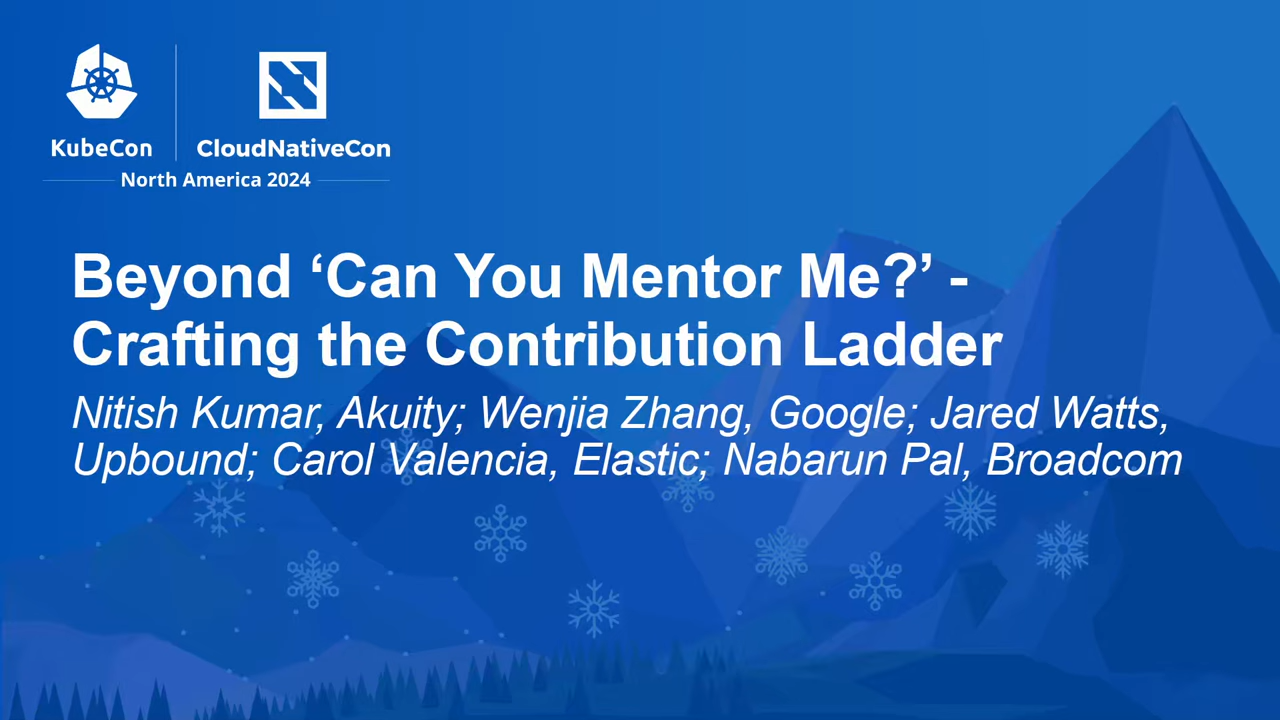 KubeCon
CloudNativeCon
North America 2024
Beyond ‘Can You Mentor Me?’ -
Crafting the Contribution Ladder
Nitish Kumar, Akuity; Wenjia Zhang, Google; Jared Watts,
Upbound; Carol Valencia, Elastic; Nabarun Pal, Broadcom